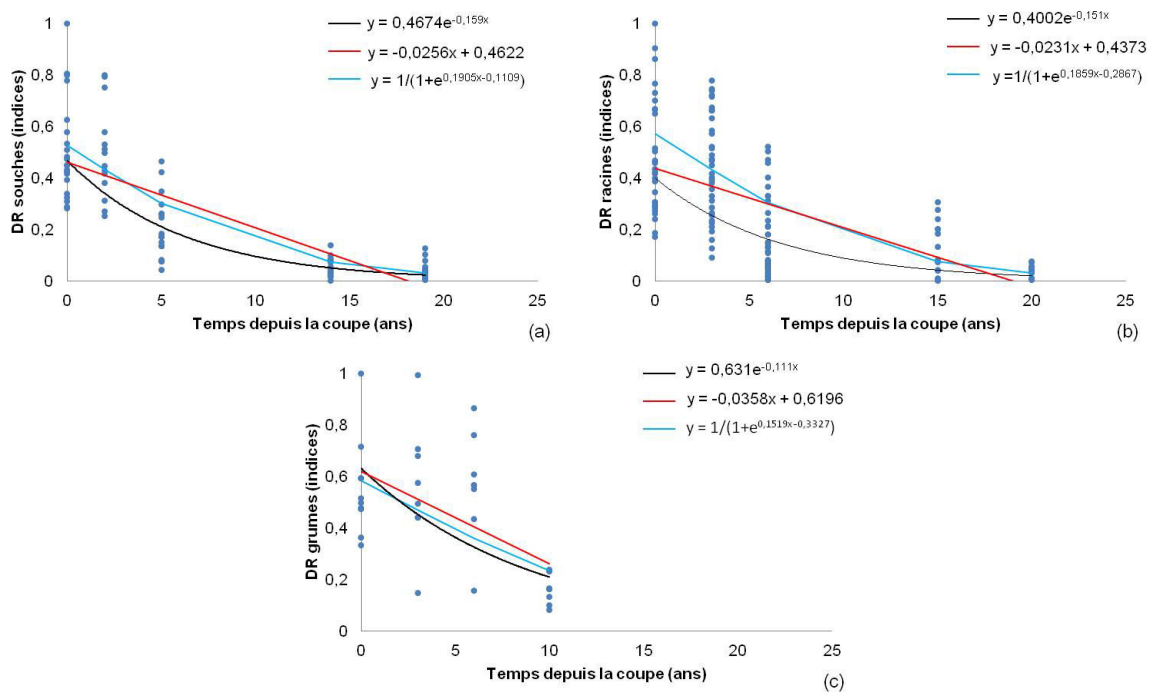 y = 0,4674e-0,159x
y = -0,0256x + 0,4622
y = 1/(1+e0,1905x-0,1109)
DR souches (indices)
1
0,8
0,6
0,4
0,2
0
0 5 10 15 20 25
Temps depuis la coupe (ans)
(a)
y = 0,4002e-0,151x
y = -0,0231x + 0,4373
y =1/(1+e0,1859x-0,2867)
DR racines (indices)
1
0,8
0,6
0,4
0,2
0
0 5 10 15 20 25
Temps depuis la coupe (ans)
(b)
y = 0,631e-0,111x
y = -0,0358x + 0,6196
y = 1/(1+e0,1519x-0,3327)
DR grumes (indices)
1
0,8
0,6
0,4
0,2
0
0 5 10 15 20 25
Temps depuis la coupe (ans)
(c)